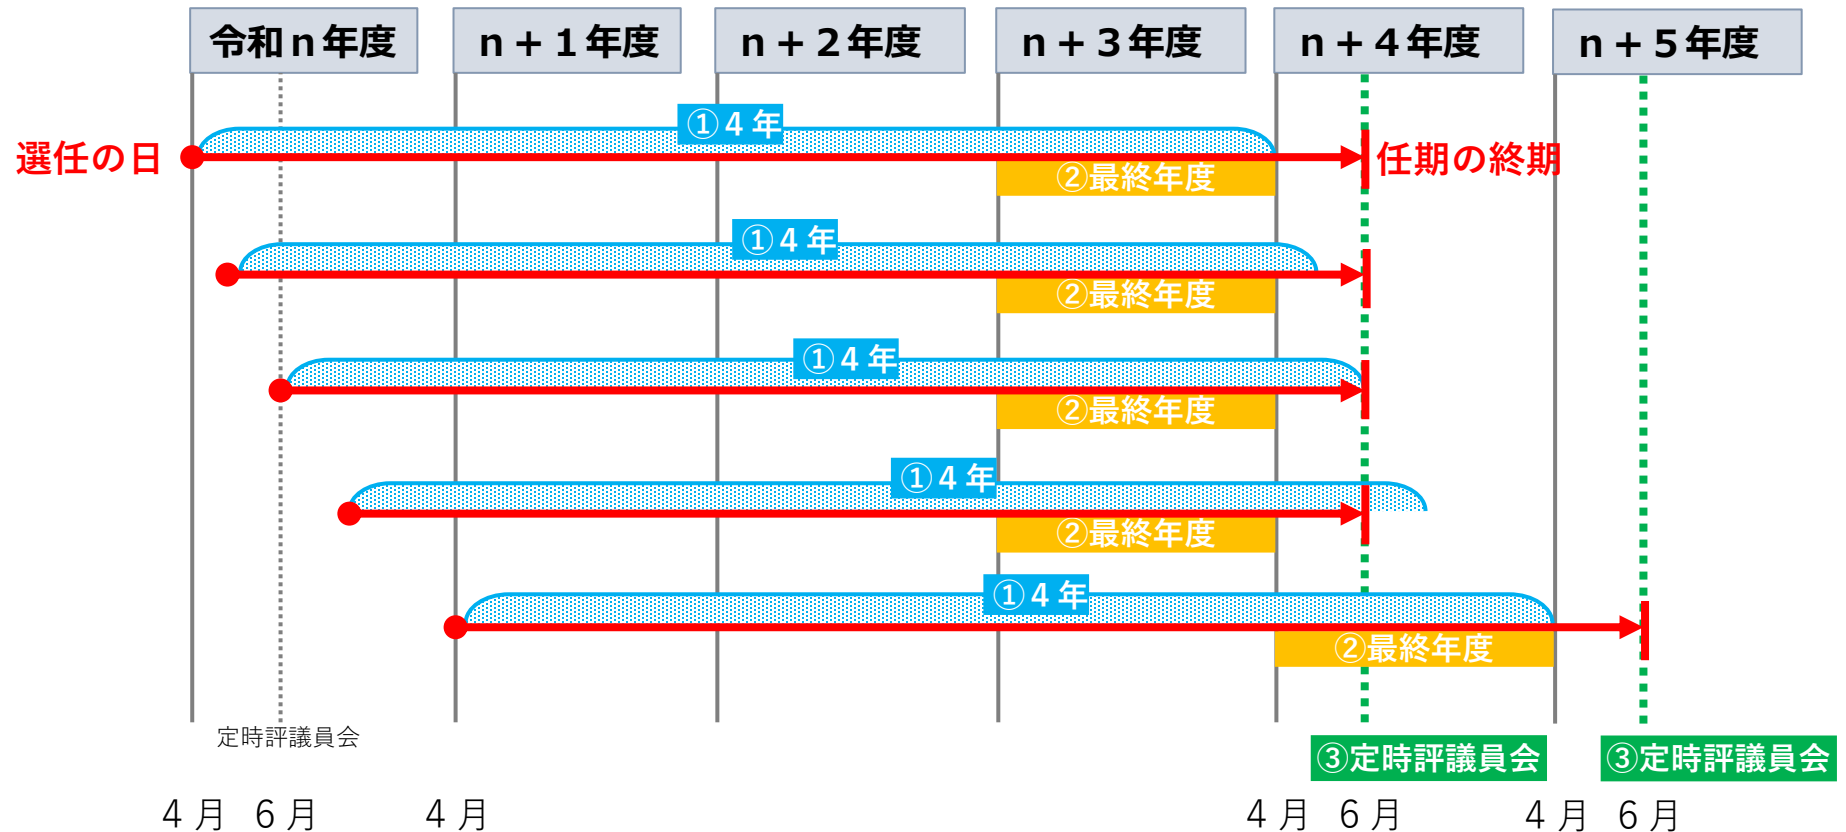 令和ｎ年度
ｎ＋１年度
ｎ＋２年度
ｎ＋３年度
ｎ＋４年度
ｎ＋５年度
①４年
選任の日
任期の終期
②最終年度
①４年
②最終年度
①４年
②最終年度
①４年
②最終年度
①４年
②最終年度
定時評議員会
③定時評議員会
③定時評議員会
４月
６月
４月
４月
６月
４月
６月